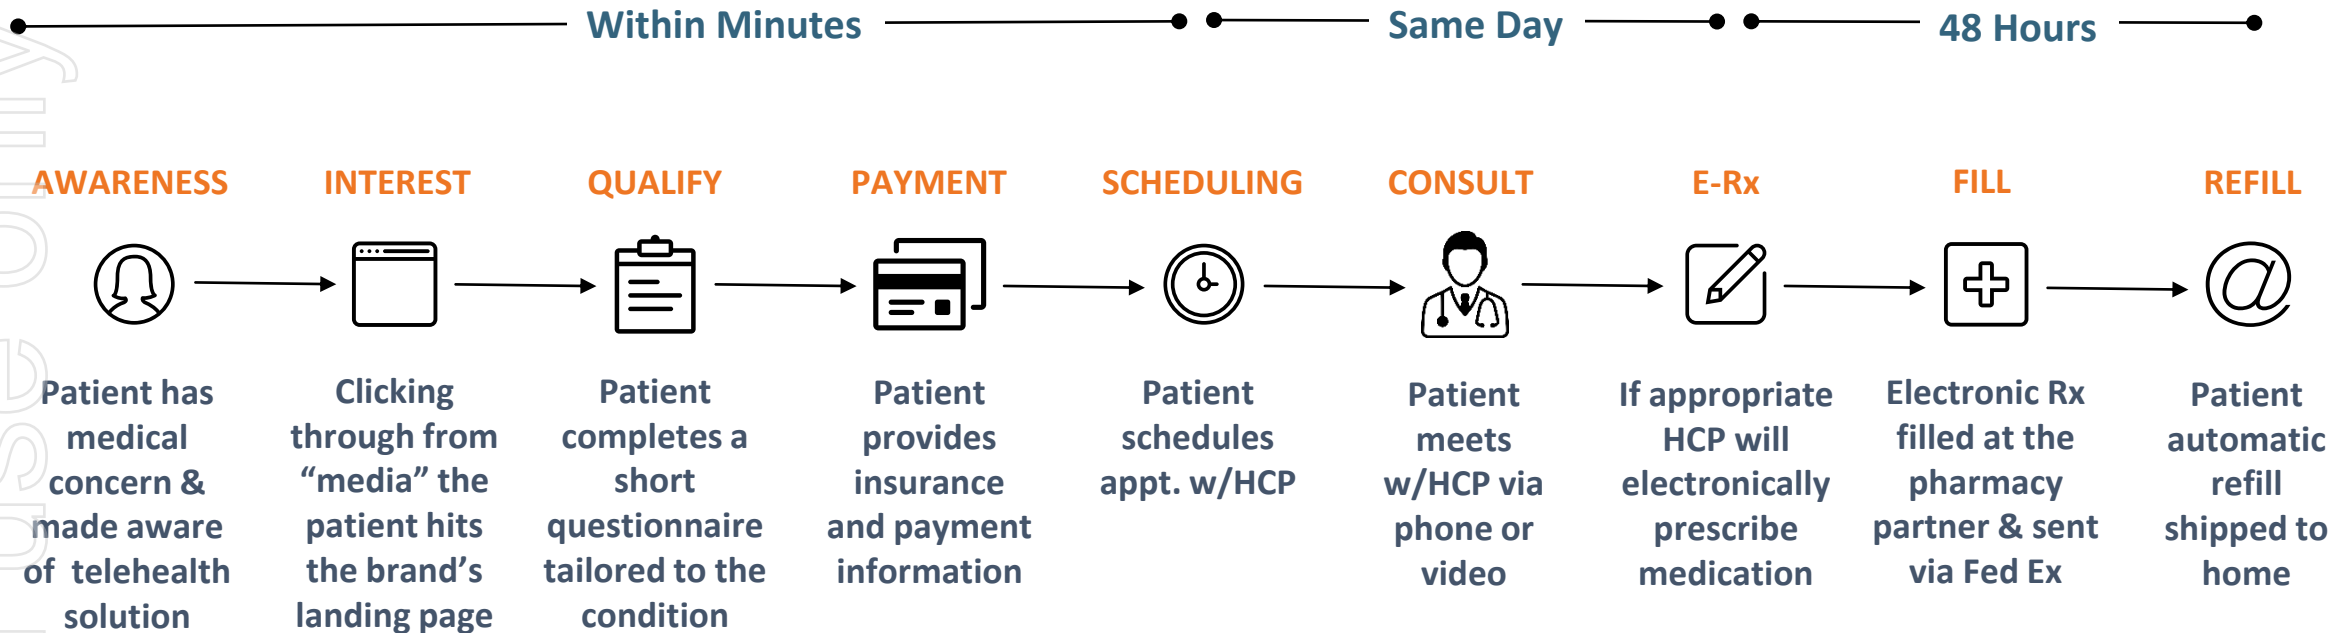 Within Minutes
Same Day
48 Hours
AWARENESS
Patient has
medical
concern &
made aware
of telehealth
solution
INTEREST
Clicking
through from
“media” the
patient hits
the brand’s
landing page
QUALIFY
Patient
completes a
short
questionnaire
tailored to the
condition
PAYMENT
Patient
provides
insurance
and payment
information
SCHEDULING
Patient
schedules
appt. w/HCP
CONSULT
Patient
meets
w/HCP via
phone or
video
E-Rx
If appropriate
HCP will
electronically
prescribe
medication
FILL
Electronic Rx
filled at the
pharmacy
partner & sent
via Fed Ex
REFILL
@
Patient
automatic
refill
shipped to
home
use only